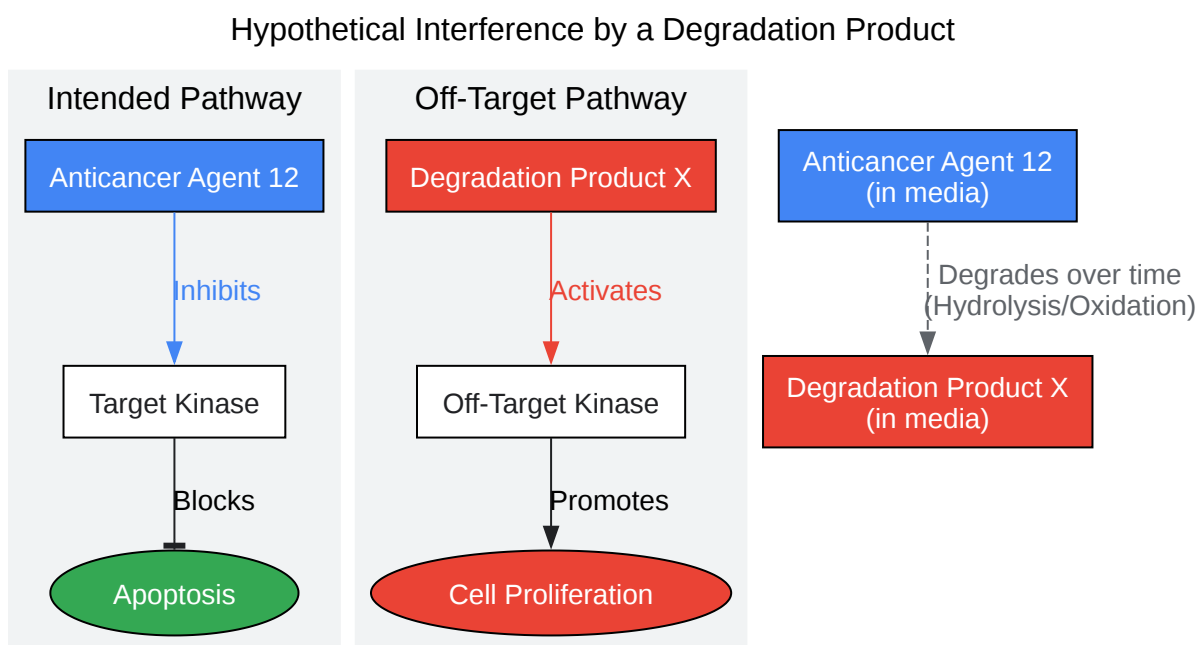 Hypothetical Interference by a Degradation Product
Intended Pathway
Anticancer Agent 12
Inhibits
Target Kinase
Blocks
Apoptosis
Off-Target Pathway
Degradation Product X
Activates
Off-Target Kinase
Promotes
Cell Proliferation
Anticancer Agent 12
(in media)
Degrades over time
(Hydrolysis/Oxidation)
Degradation Product X
(in media)